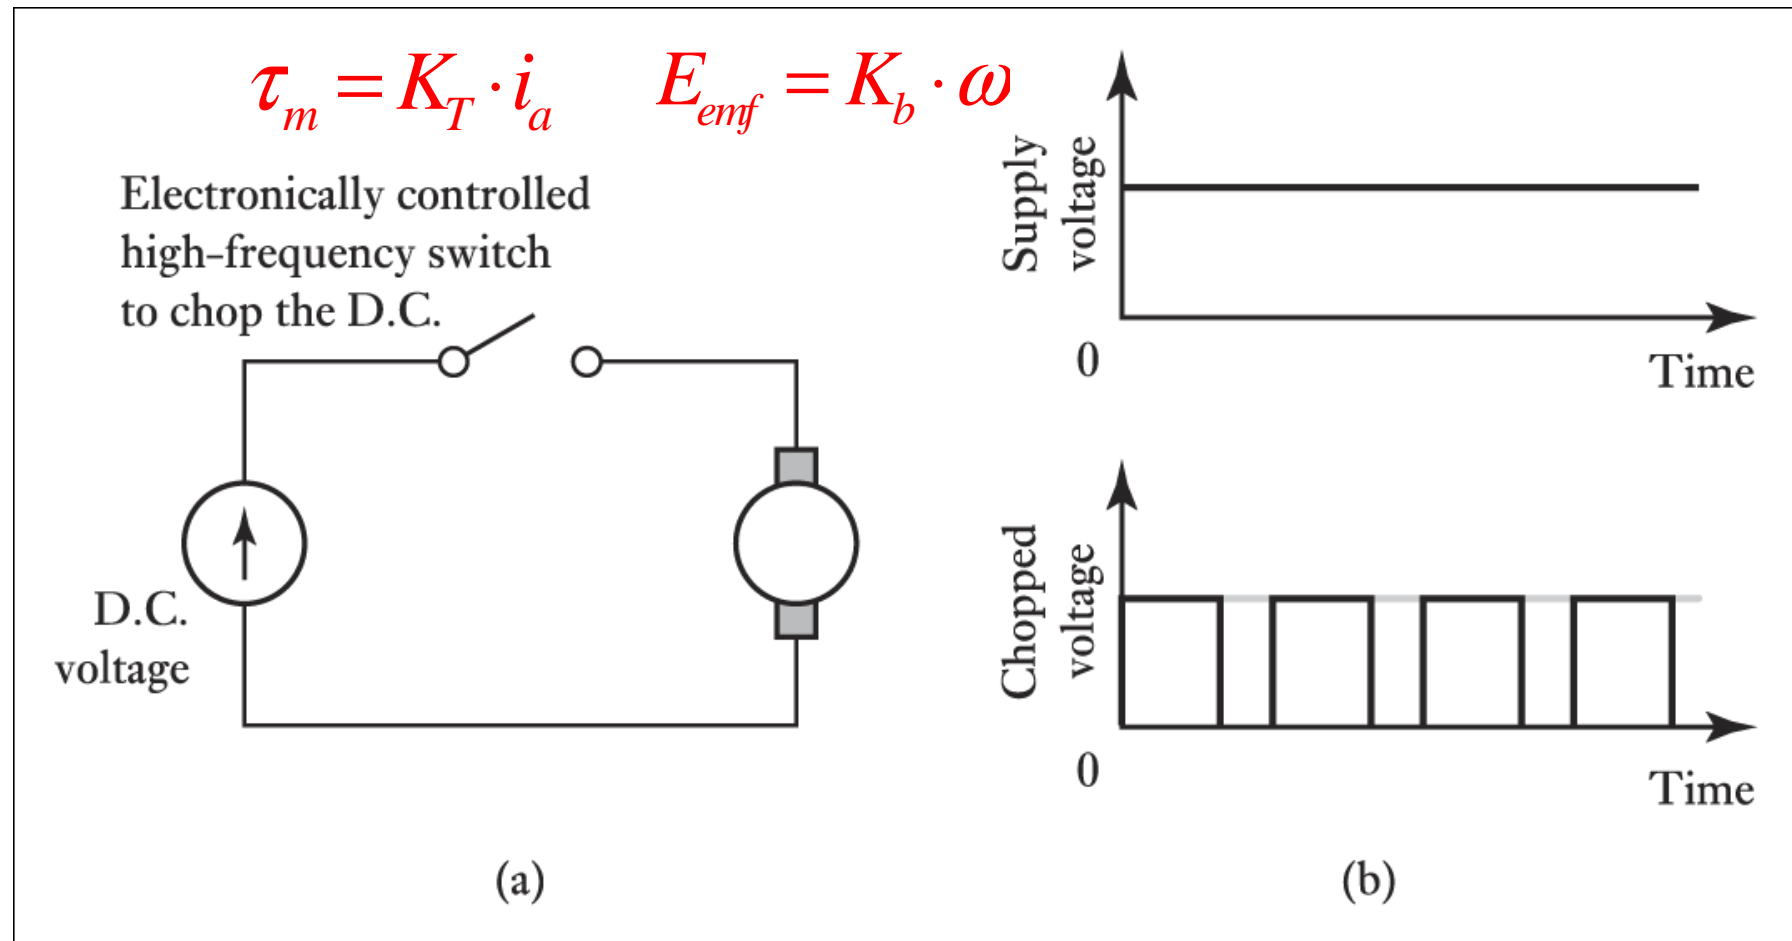 τm = KT · ia
Eemf = Kb · ω
Electronically controlled
high-frequency switch
to chop the D.C.
D.C.
voltage
(a)
Supply
voltage
0
Time
Chopped
voltage
0
Time
(b)